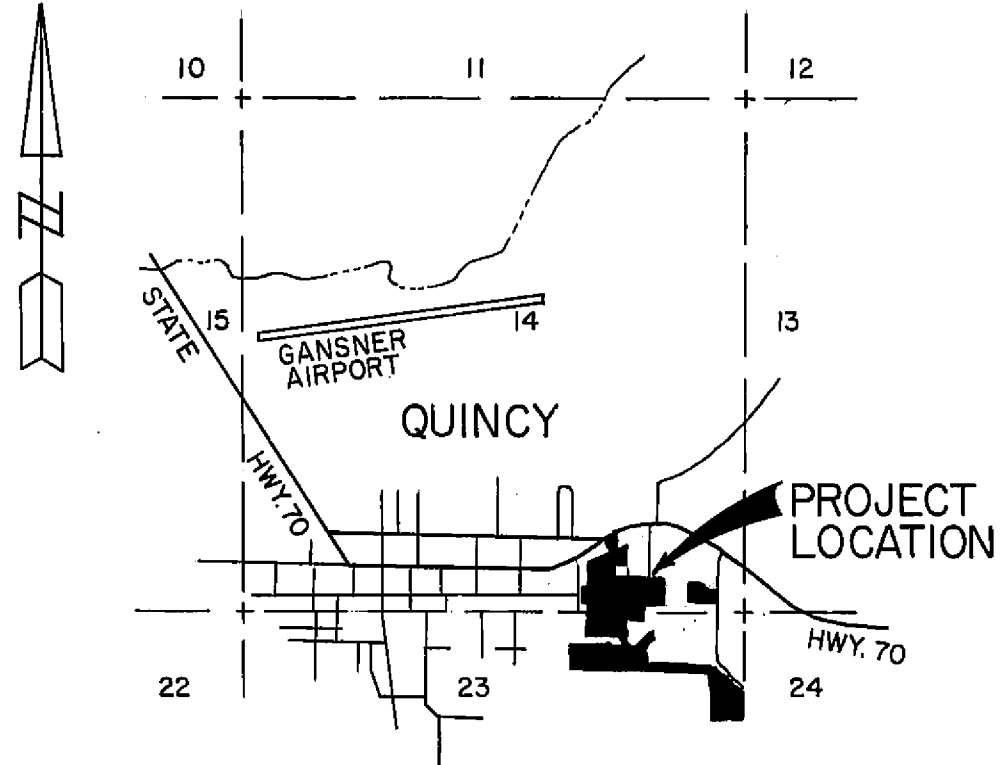 10
11
12
N
STATE
HWY. 70
15
14
13
GANSNER
AIRPORT
QUINCY
PROJECT
LOCATION
HWY. 70
22
23
24